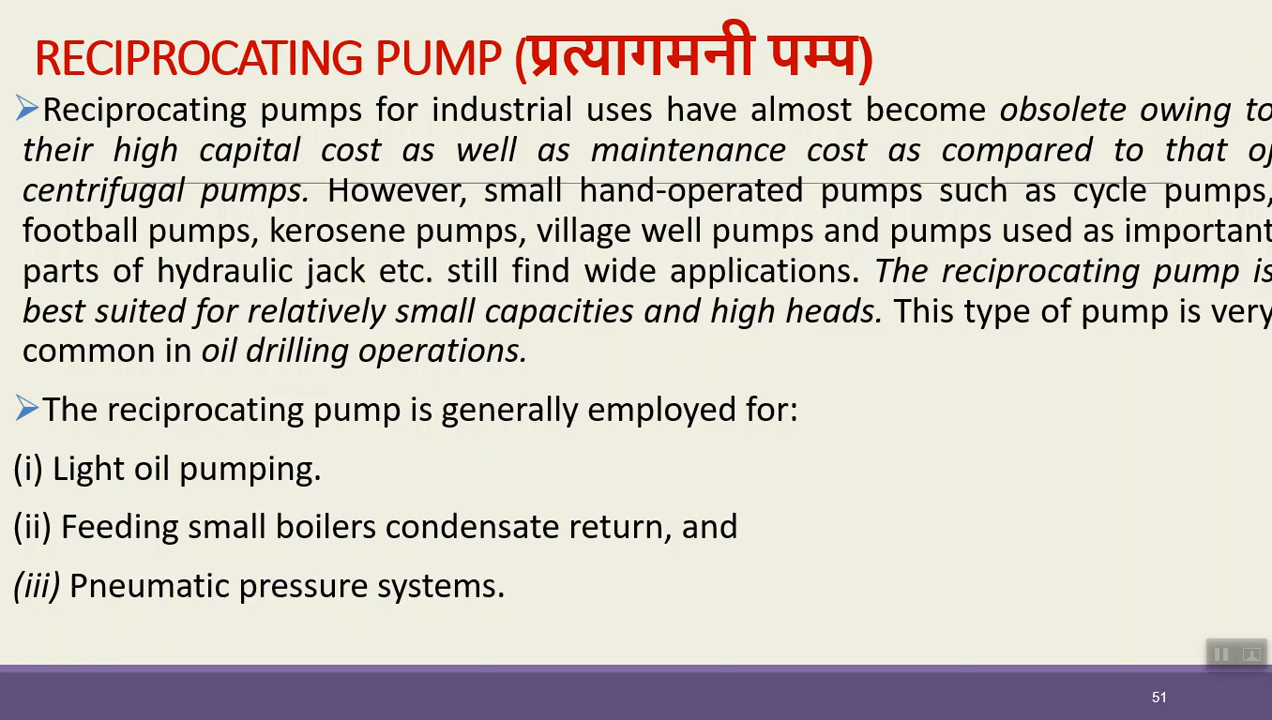 RECIPROCATING PUMP (प्रत्यागमनी पम्प)
Reciprocating pumps for industrial uses have almost become obsolete owing to
their high capital cost as well as maintenance cost as compared to that of
centrifugal pumps. However, small hand-operated pumps such as cycle pumps,
football pumps, kerosene pumps, village well pumps and pumps used as important
parts of hydraulic jack etc. still find wide applications. The reciprocating pump is
best suited for relatively small capacities and high heads. This type of pump is very
common in oil drilling operations.
The reciprocating pump is generally employed for:
(i) Light oil pumping.
(ii) Feeding small boilers condensate return, and
(iii) Pneumatic pressure systems.
51